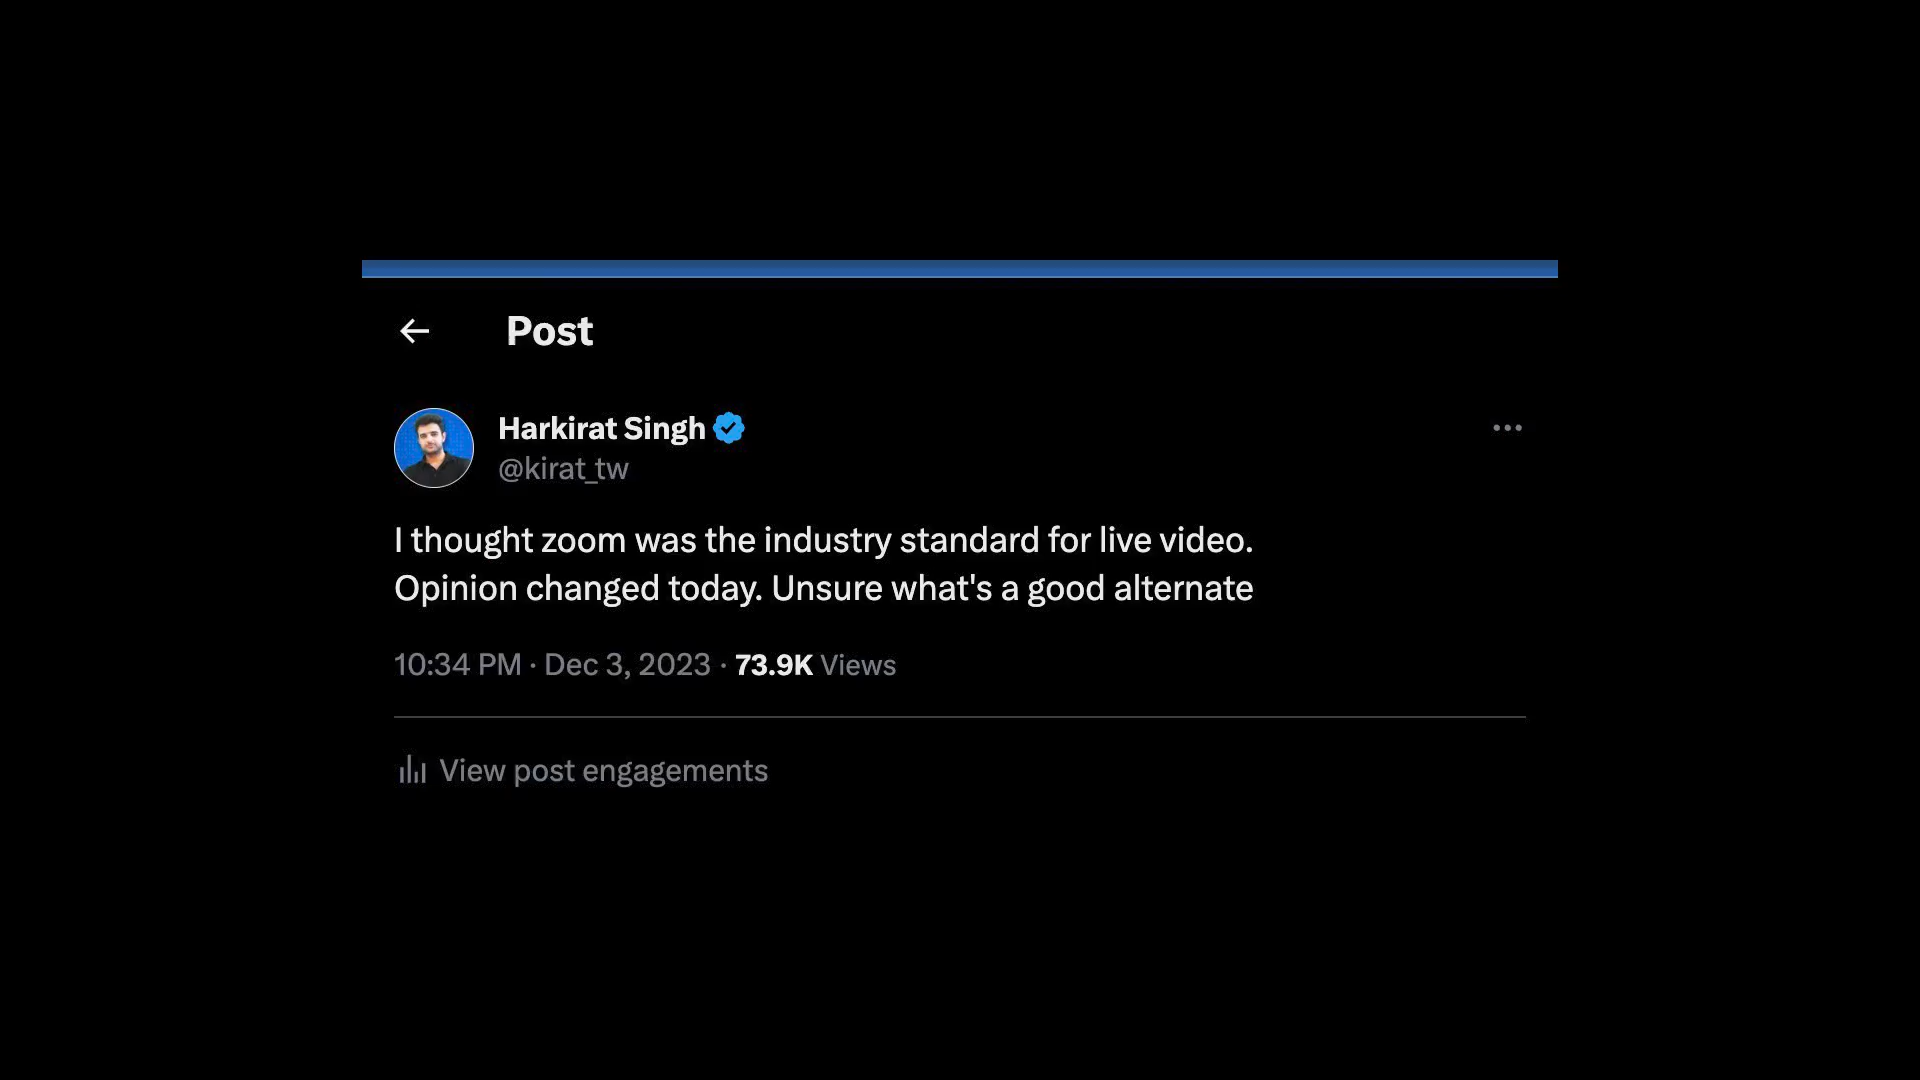 Post
Harkirat Singh
@kirat_tw
I thought zoom was the industry standard for live video.
Opinion changed today. Unsure what's a good alternate
10:34 PM · Dec 3, 2023 · 73.9K Views
View post engagements